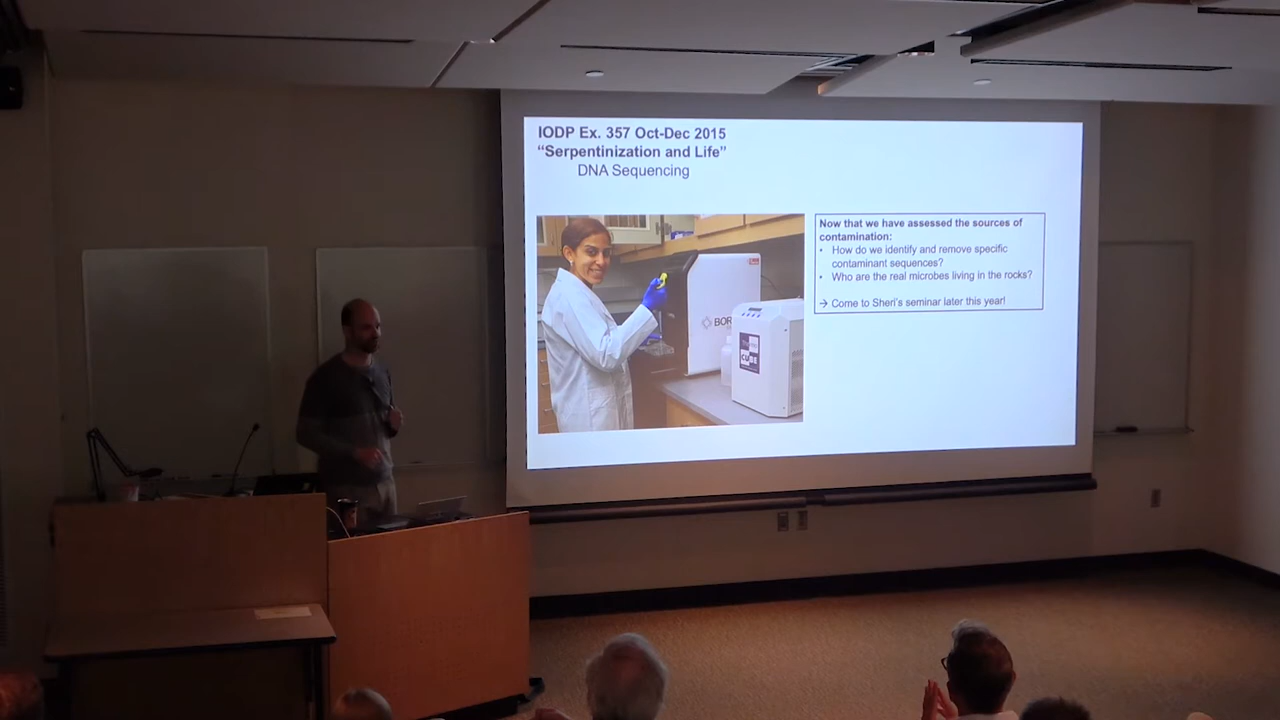 IODP Ex. 357 Oct-Dec 2015
“Serpentinization and Life”
DNA Sequencing
Now that we have assessed the sources of
contamination:
• How do we identify and remove specific
contaminant sequences?
• Who are the real microbes living in the rocks?
→ Come to Sheri's seminar later this year!
BOR
CUBE